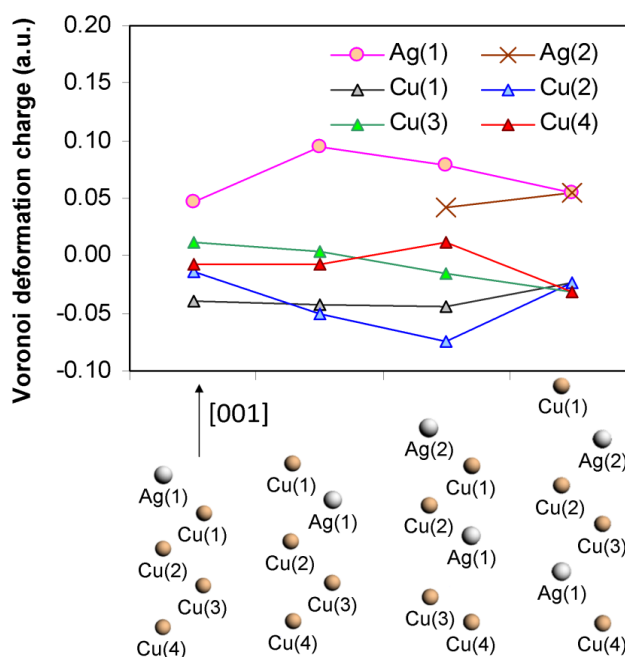 Voronoi deformation charge (a.u.)
0.20
0.15
0.10
0.05
0.00
-0.05
-0.10
Ag(1) Ag(2)
Cu(1) Cu(2)
Cu(3) Cu(4)
[001]
Ag(1)
Cu(1)
Cu(2)
Cu(3)
Cu(4)
Cu(1)
Ag(1)
Cu(2)
Cu(3)
Cu(4)
Ag(2)
Cu(1)
Cu(2)
Ag(1)
Cu(3)
Cu(4)
Cu(1)
Ag(2)
Cu(2)
Cu(3)
Ag(1)
Cu(4)